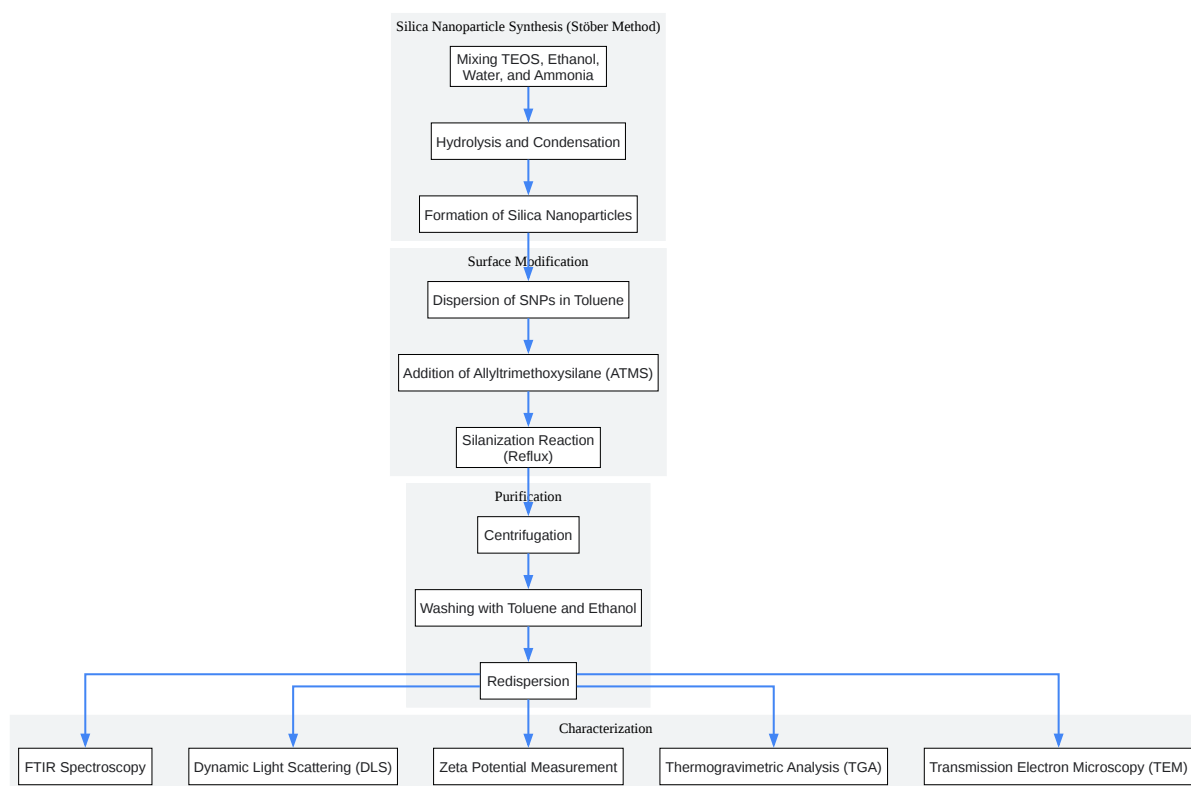 Silica Nanoparticle Synthesis (Stöber Method)
Mixing TEOS, Ethanol,
Water, and Ammonia
Hydrolysis and Condensation
Formation of Silica Nanoparticles
Surface Modification
Dispersion of SNPs in Toluene
Addition of Allyltrimethoxysilane (ATMS)
Silanization Reaction
(Reflux)
Purification
Centrifugation
Washing with Toluene and Ethanol
Redispersion
Characterization
FTIR Spectroscopy
Dynamic Light Scattering (DLS)
Zeta Potential Measurement
Thermogravimetric Analysis (TGA)
Transmission Electron Microscopy (TEM)